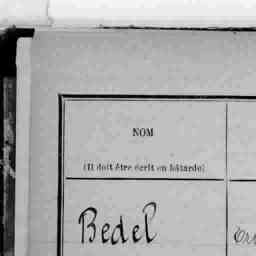 NOM
(Il doit être écrit en bâtarde)
Bedel